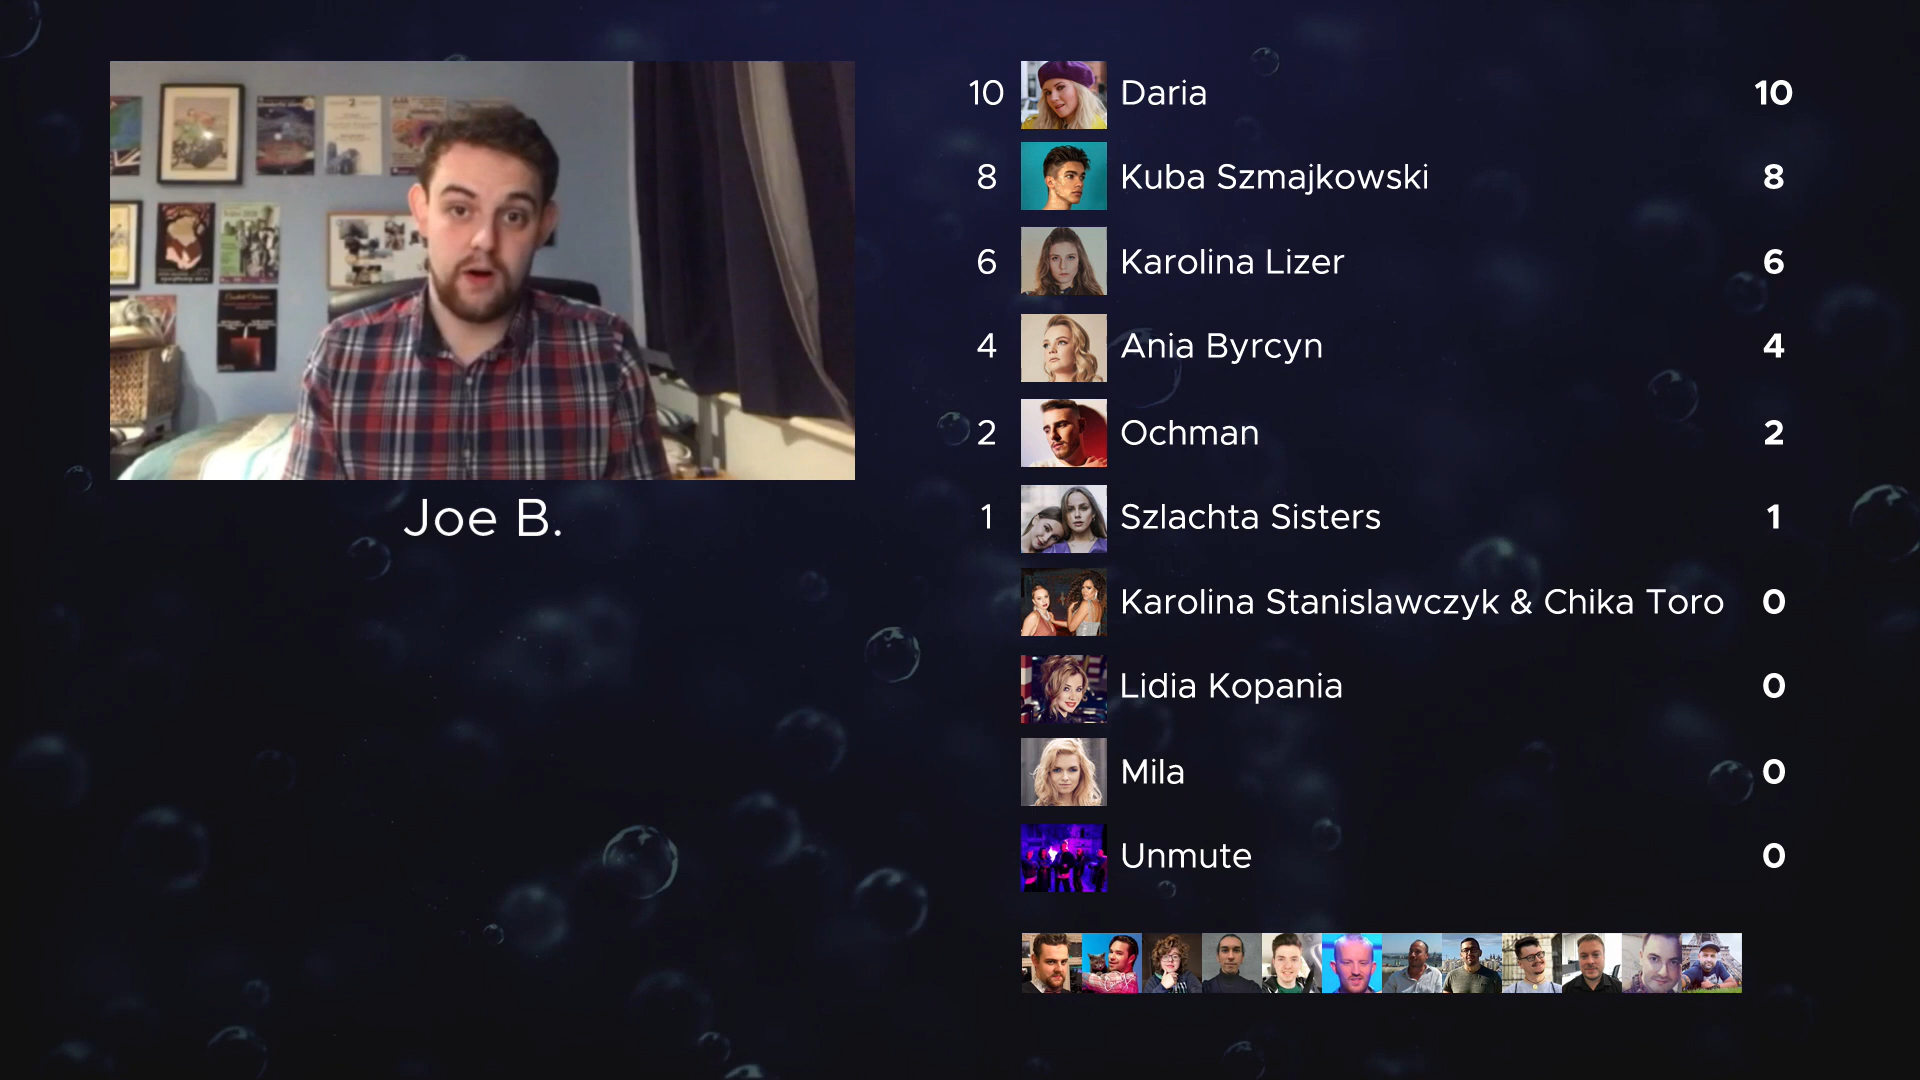 Joe B.
10 Daria 10
8 Kuba Szmajkowski 8
6 Karolina Lizer 6
4 Ania Byrcyn 4
2 Ochman 2
1 Szlachta Sisters 1
Karolina Stanislawczyk & Chika Toro 0
Lidia Kopania 0
Mila 0
Unmute 0